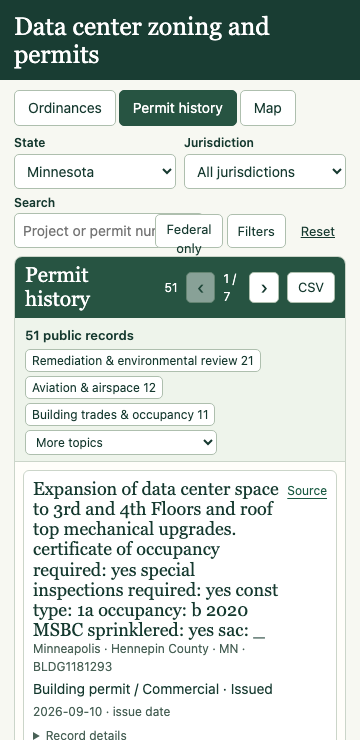 Data center zoning and
permits
Ordinances Permit history Map
State Jurisdiction
Minnesota All jurisdictions
Search
Project or permit nur Federal only Filters Reset
Permit history 51 ‹ 1 / 7 › CSV
51 public records
Remediation & environmental review 21
Aviation & airspace 12
Building trades & occupancy 11
More topics
Expansion of data center space Source
to 3rd and 4th Floors and roof
top mechanical upgrades.
certificate of occupancy
required: yes special
inspections required: yes const
type: 1a occupancy: b 2020
MSBC sprinklered: yes sac: _
Minneapolis · Hennepin County · MN ·
BLDG1181293
Building permit / Commercial · Issued
2026-09-10 · issue date
▶ Record details